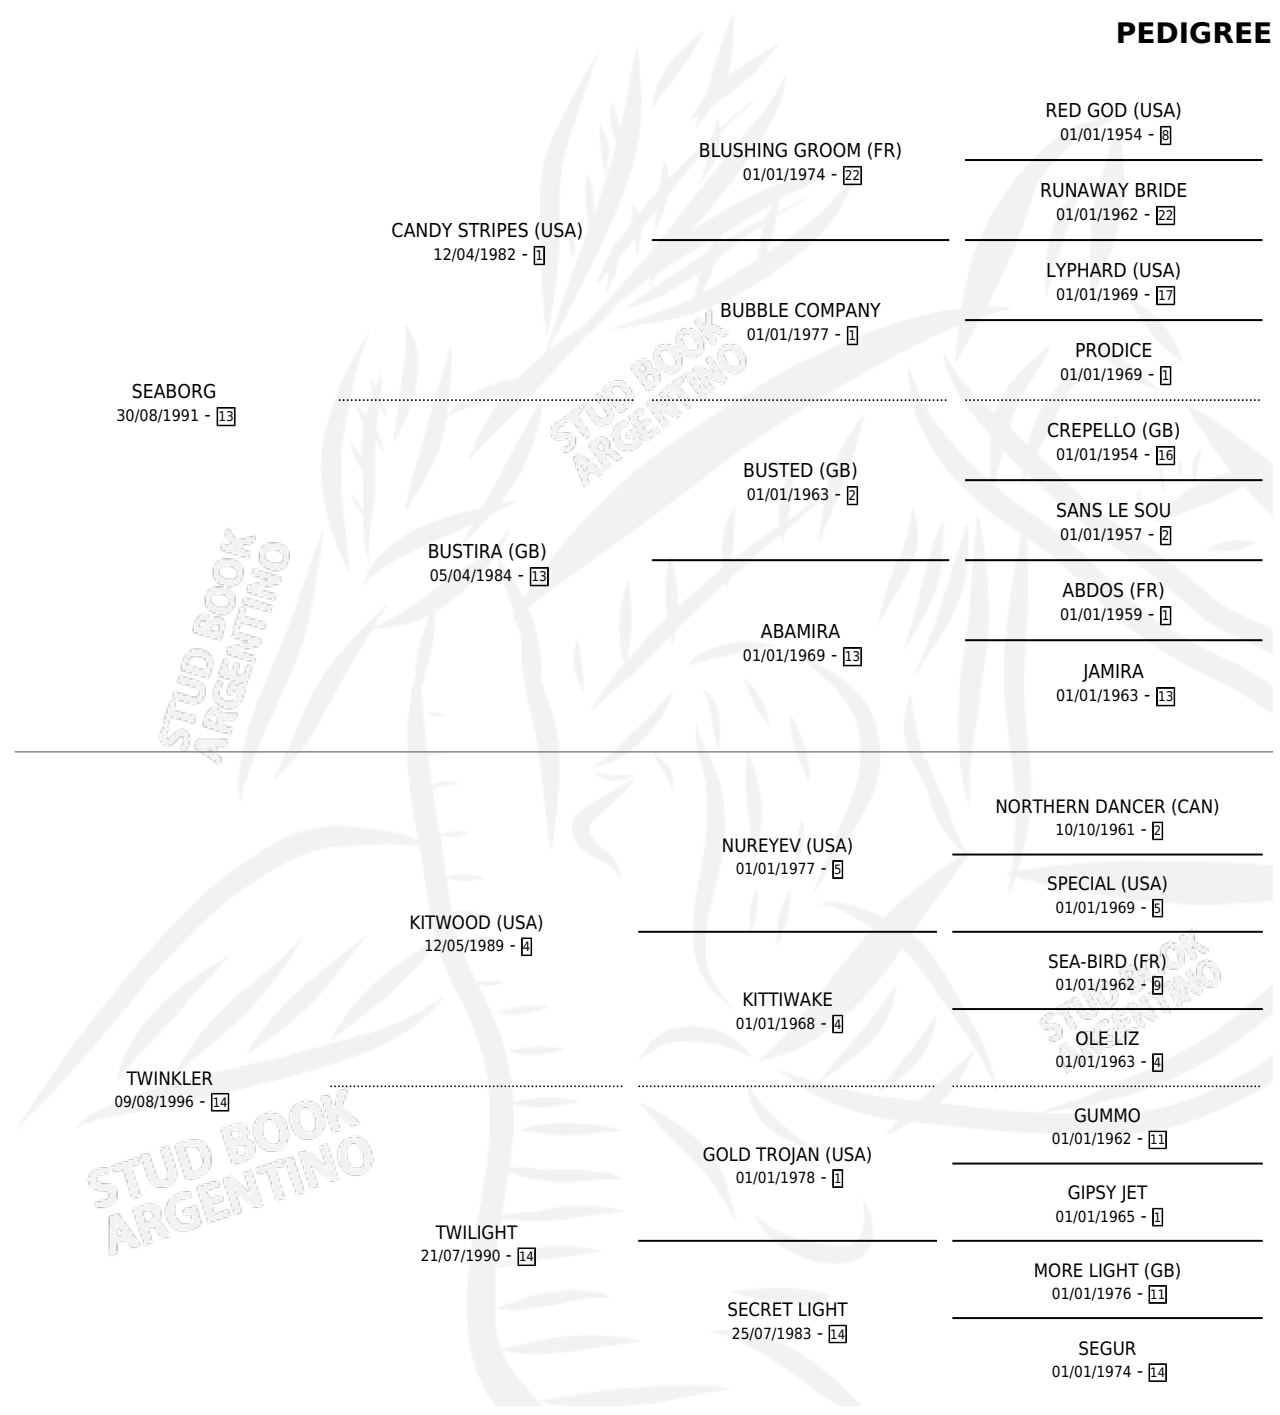 PEDIGREE
RED GOD (USA)
01/01/1954 - 8
BLUSHING GROOM (FR)
01/01/1974 - 22
RUNAWAY BRIDE
01/01/1962 - 22
CANDY STRIPES (USA)
12/04/1982 - 1
LYPHARD (USA)
01/01/1969 - 17
BUBBLE COMPANY
01/01/1977 - 1
PRODICE
01/01/1969 - 1
SEABORG
30/08/1991 - 13
CREPELLO (GB)
01/01/1954 - 16
BUSTED (GB)
01/01/1963 - 2
SANS LE SOU
01/01/1957 - 2
BUSTIRA (GB)
05/04/1984 - 13
ABDOS (FR)
01/01/1959 - 1
ABAMIRA
01/01/1969 - 13
JAMIRA
01/01/1963 - 13
NORTHERN DANCER (CAN)
10/10/1961 - 2
NUREYEV (USA)
01/01/1977 - 5
SPECIAL (USA)
01/01/1969 - 5
KITWOOD (USA)
12/05/1989 - 4
SEA-BIRD (FR)
01/01/1962 - 9
KITTIWAKE
01/01/1968 - 4
OLE LIZ
01/01/1963 - 4
TWINKLER
09/08/1996 - 14
GUMMO
01/01/1962 - 11
GOLD TROJAN (USA)
01/01/1978 - 1
GIPSY JET
01/01/1965 - 1
TWILIGHT
21/07/1990 - 14
MORE LIGHT (GB)
01/01/1976 - 11
SECRET LIGHT
25/07/1983 - 14
SEGUR
01/01/1974 - 14
STUD BOOK
ARGENTINO
STUD BOOK
ARGENTINO
STUD BOOK
ARGENTINO
STUD BOOK
ARGENTINO